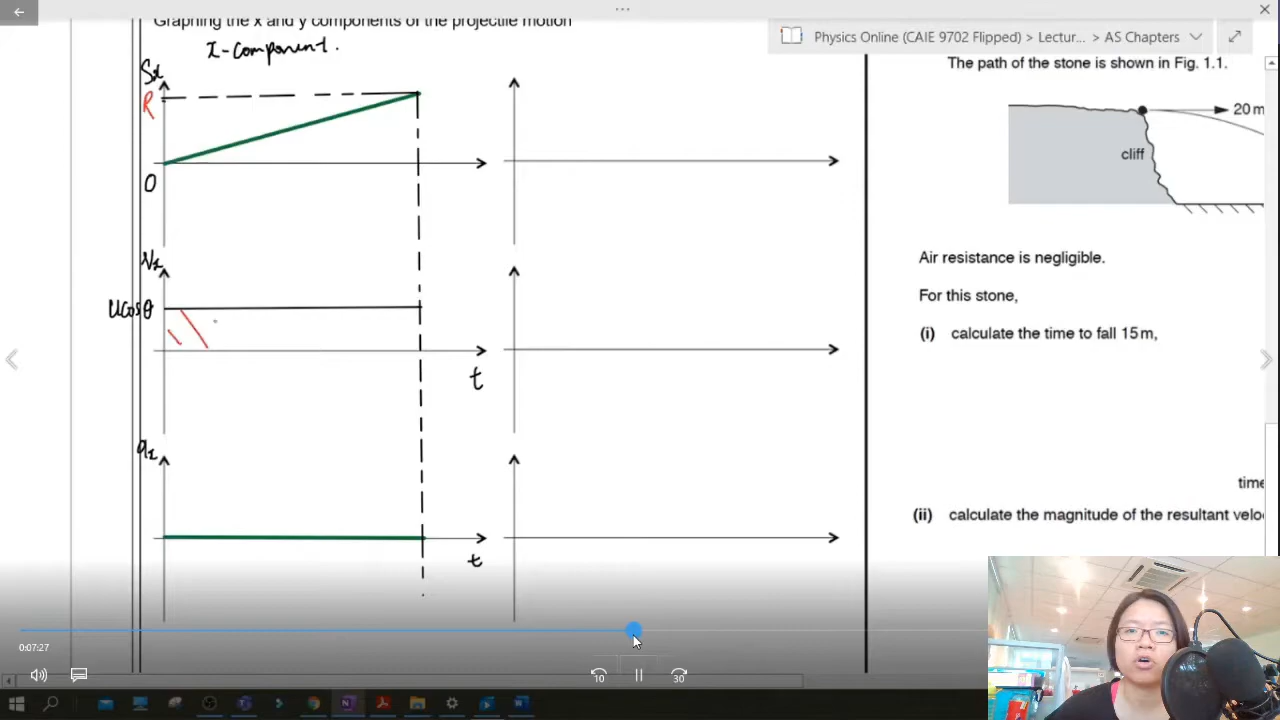 Graphing the x and y components of the projectile motion
x-component.
Sx
R
O
Vx
ucosθ
t
ax
t
Physics Online (CAIE 9702 Flipped) > Lectur... > AS Chapters
The path of the stone is shown in Fig. 1.1.
20 m
cliff
Air resistance is negligible.
For this stone,
(i) calculate the time to fall 15 m,
time
(ii) calculate the magnitude of the resultant velo
0:07:27
10
30